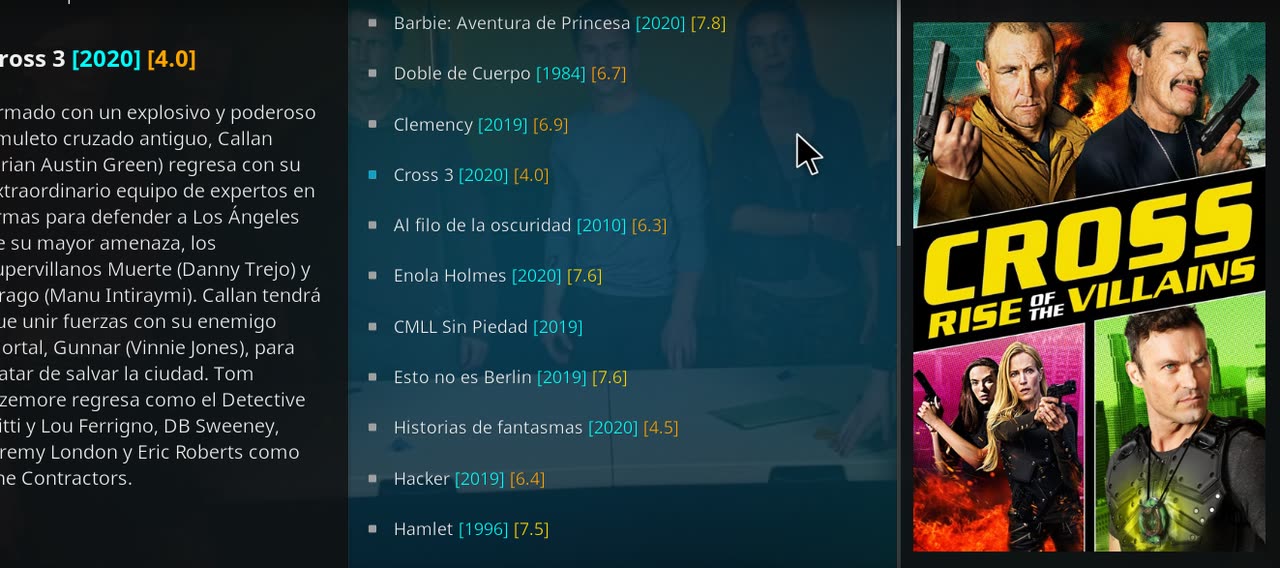 ross 3 [2020] [4.0]
rmado con un explosivo y poderoso
muleto cruzado antiguo, Callan
rian Austin Green) regresa con su
xtraordinario equipo de expertos en
rmas para defender a Los Ángeles
e su mayor amenaza, los
upervillanos Muerte (Danny Trejo) y
rago (Manu Intiraymi). Callan tendrá
ue unir fuerzas con su enemigo
ortal, Gunnar (Vinnie Jones), para
atar de salvar la ciudad. Tom
zemore regresa como el Detective
itti y Lou Ferrigno, DB Sweeney,
remy London y Eric Roberts como
he Contractors.
Barbie: Aventura de Princesa [2020] [7.8]
Doble de Cuerpo [1984] [6.7]
Clemency [2019] [6.9]
Cross 3 [2020] [4.0]
Al filo de la oscuridad [2010] [6.3]
Enola Holmes [2020] [7.6]
CMLL Sin Piedad [2019]
Esto no es Berlin [2019] [7.6]
Historias de fantasmas [2020] [4.5]
Hacker [2019] [6.4]
Hamlet [1996] [7.5]
CROSS
RISE OF THE VILLAINS